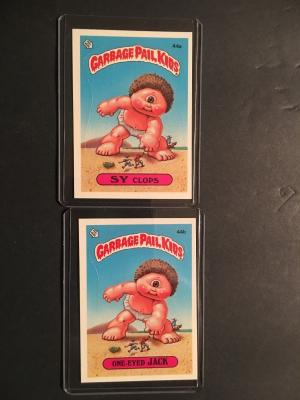 44a
GARBAGE PAIL KIDS
SY CLOPS
44b
GARBAGE PAIL KIDS
ONE-EYED JACK